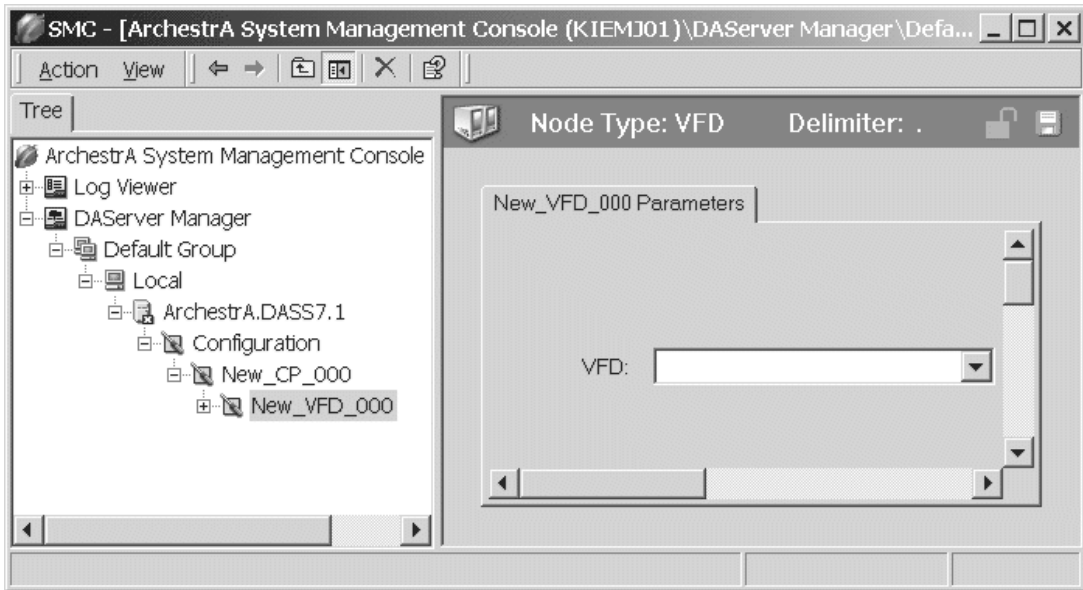 SMC - [ArchestrA System Management Console (KIEMJ01)\DAServer Manager\Defa...
Action View
Tree
ArchestrA System Management Console
Log Viewer
DAServer Manager
Default Group
Local
ArchestrA.DASS7.1
Configuration
New_CP_000
New_VFD_000
Node Type: VFD Delimiter: .
New_VFD_000 Parameters
VFD: